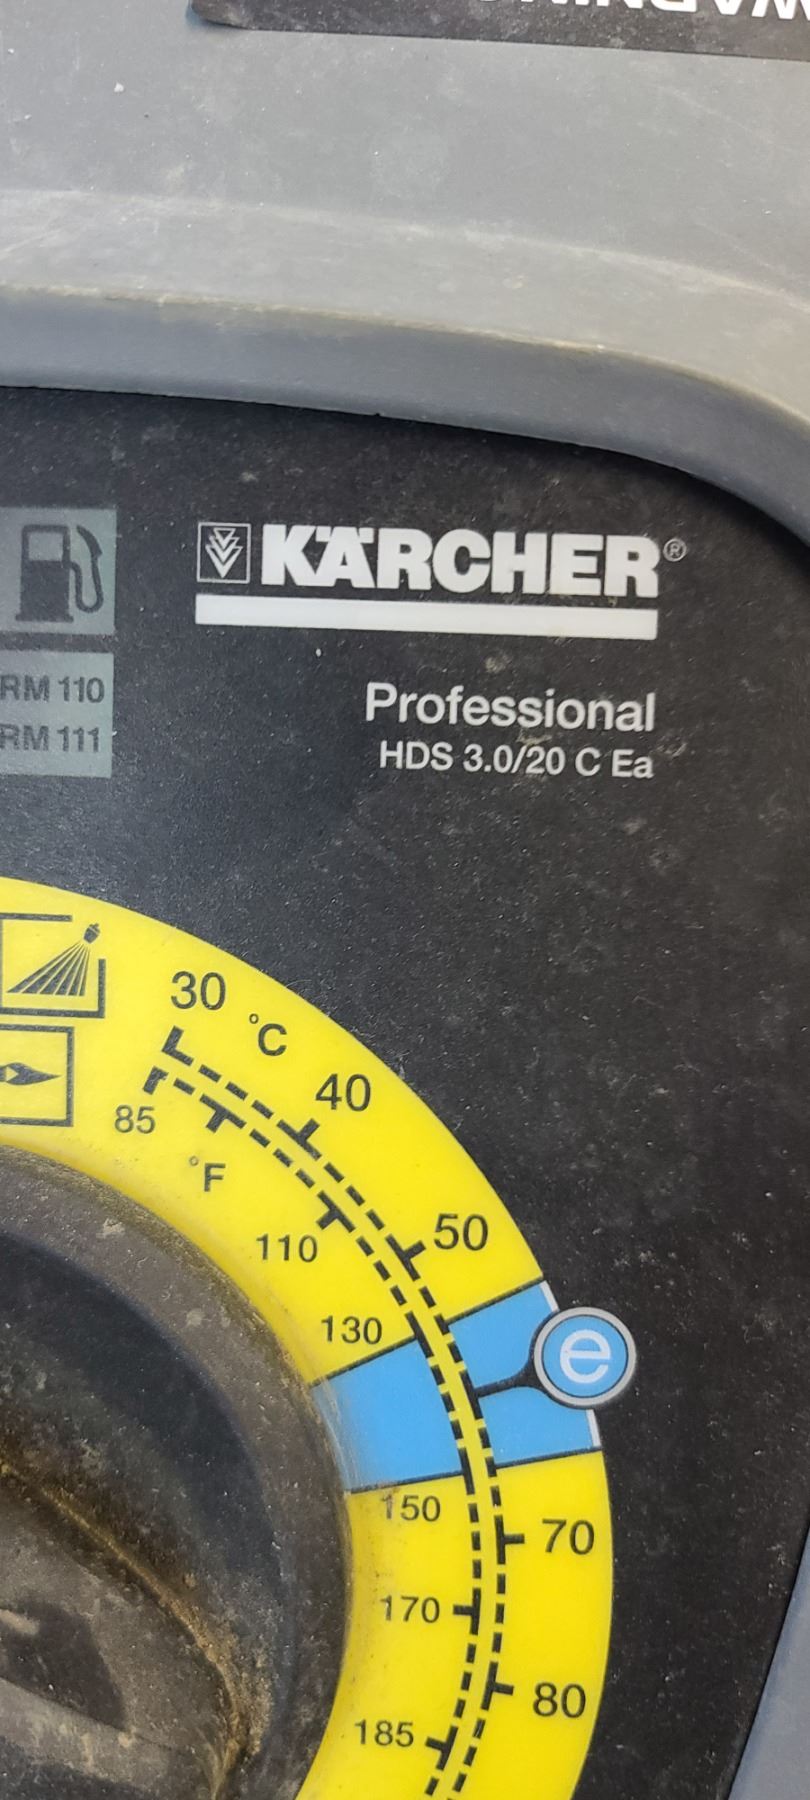 KÄRCHER®
RM 110
RM 111
Professional
HDS 3.0/20 C Ea
30
°C
40
85
°F
50
110
130
e
150
70
170
80
185